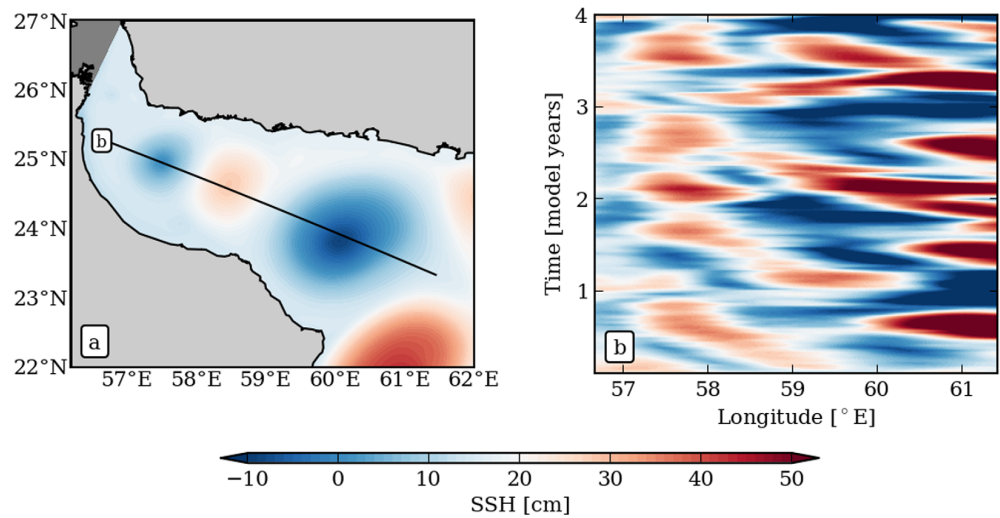 27°N
26°N
25°N
24°N
23°N
22°N
b
a
57°E 58°E 59°E 60°E 61°E 62°E
4
3
2
1
Time [model years]
b
57 58 59 60 61
Longitude [°E]
−10 0 10 20 30 40 50
SSH [cm]